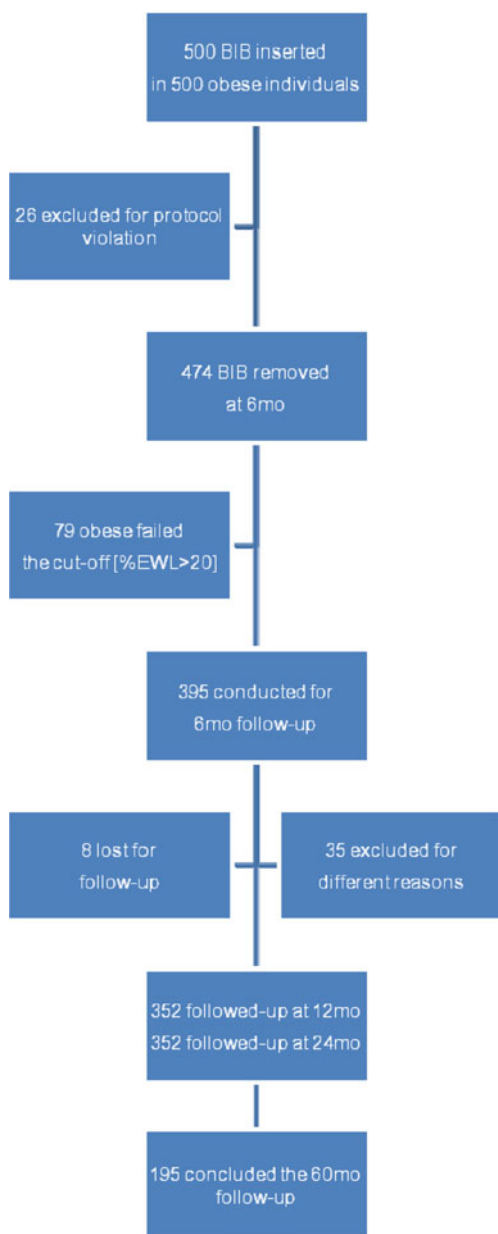 500 BIB inserted
in 500 obese individuals
26 excluded for protocol
violation
474 BIB removed
at 6mo
79 obese failed
the cut-off [%EWL>20]
395 conducted for
6mo follow-up
8 lost for
follow-up
35 excluded for
different reasons
352 followed-up at 12mo
352 followed-up at 24mo
195 concluded the 60mo
follow-up